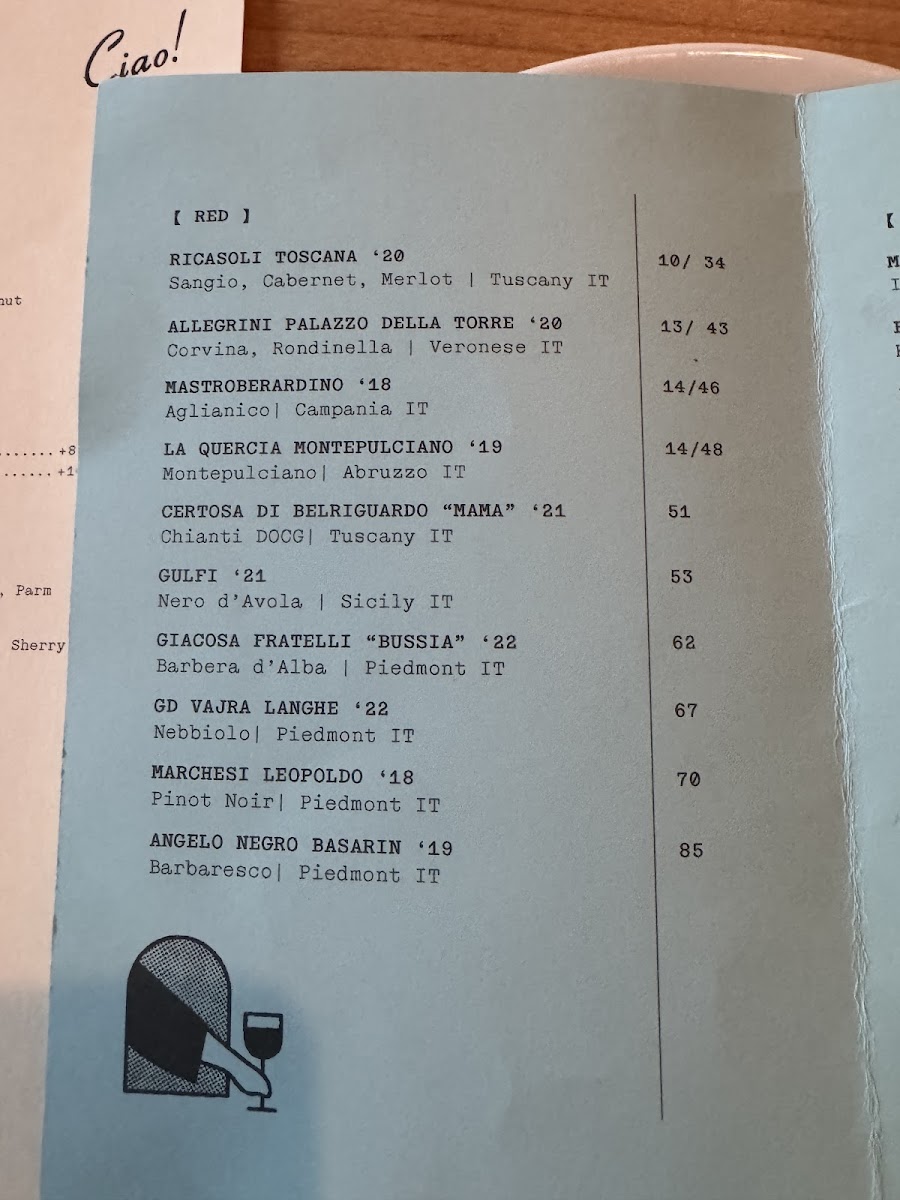 Ciao!
, Parm
Sherry
.......+8
【 RED 】
RICASOLI TOSCANA ‘20 10/ 34
Sangio, Cabernet, Merlot | Tuscany IT
ALLEGRINI PALAZZO DELLA TORRE ‘20 13/ 43
Corvina, Rondinella | Veronese IT
MASTROBERARDINO ‘18 14/46
Aglianico| Campania IT
LA QUERCIA MONTEPULCIANO ‘19 14/48
Montepulciano| Abruzzo IT
CERTOSA DI BELRIGUARDO “MAMA” ‘21 51
Chianti DOCG| Tuscany IT
GULFI ‘21 53
Nero d’Avola | Sicily IT
GIACOSA FRATELLI “BUSSIA” ‘22 62
Barbera d’Alba | Piedmont IT
GD VAJRA LANGHE ‘22 67
Nebbiolo| Piedmont IT
MARCHESI LEOPOLDO ‘18 70
Pinot Noir| Piedmont IT
ANGELO NEGRO BASARIN ‘19 85
Barbaresco| Piedmont IT